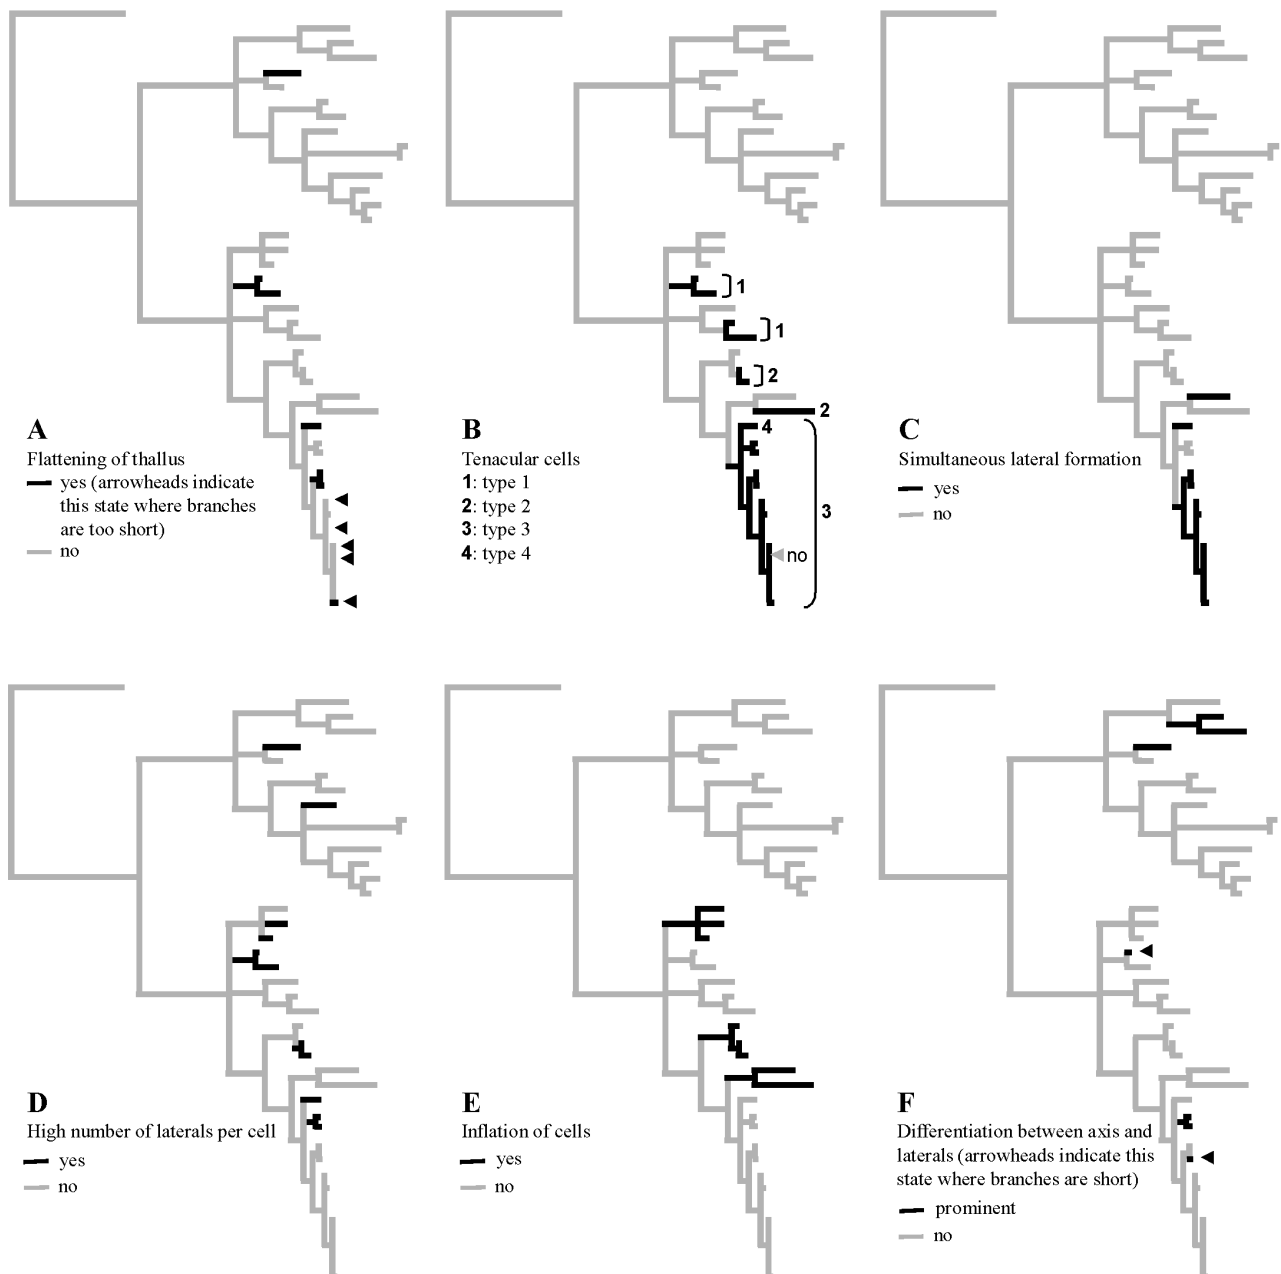 1
1
2
2
4
A
Flattening of thallus
yes (arrowheads indicate
this state where branches
are too short)
no
B
Tenacular cells
1: type 1
2: type 2
3: type 3
4: type 4
3
no
C
Simultaneous lateral formation
yes
no
D
High number of laterals per cell
yes
no
E
Inflation of cells
yes
no
F
Differentiation between axis and
laterals (arrowheads indicate this
state where branches are short)
prominent
no